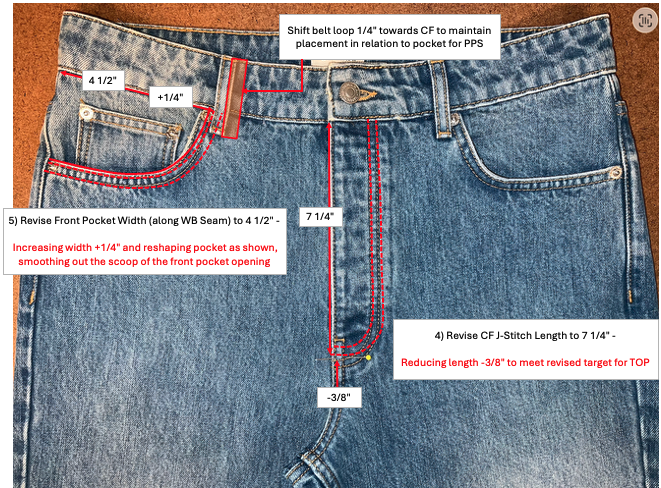 Shift belt loop 1/4" towards CF to maintain
placement in relation to pocket for PPS
4 1/2"
+1/4"
5) Revise Front Pocket Width (along WB Seam) to 4 1/2" -
Increasing width +1/4" and reshaping pocket as shown,
smoothing out the scoop of the front pocket opening
7 1/4"
4) Revise CF J-Stitch Length to 7 1/4" -
Reducing length -3/8" to meet revised target for TOP
-3/8"